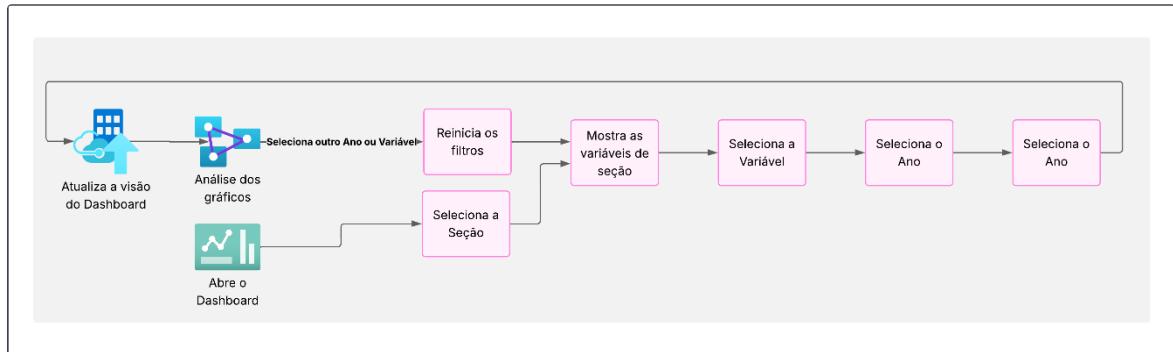 Atualiza a visão
do Dashboard
Análise dos
gráficos
Seleciona outro Ano ou Variável
Reinicia os
filtros
Mostra as
variáveis de
seção
Seleciona a
Variável
Seleciona o
Ano
Seleciona o
Ano
Abre o
Dashboard
Seleciona a
Seção